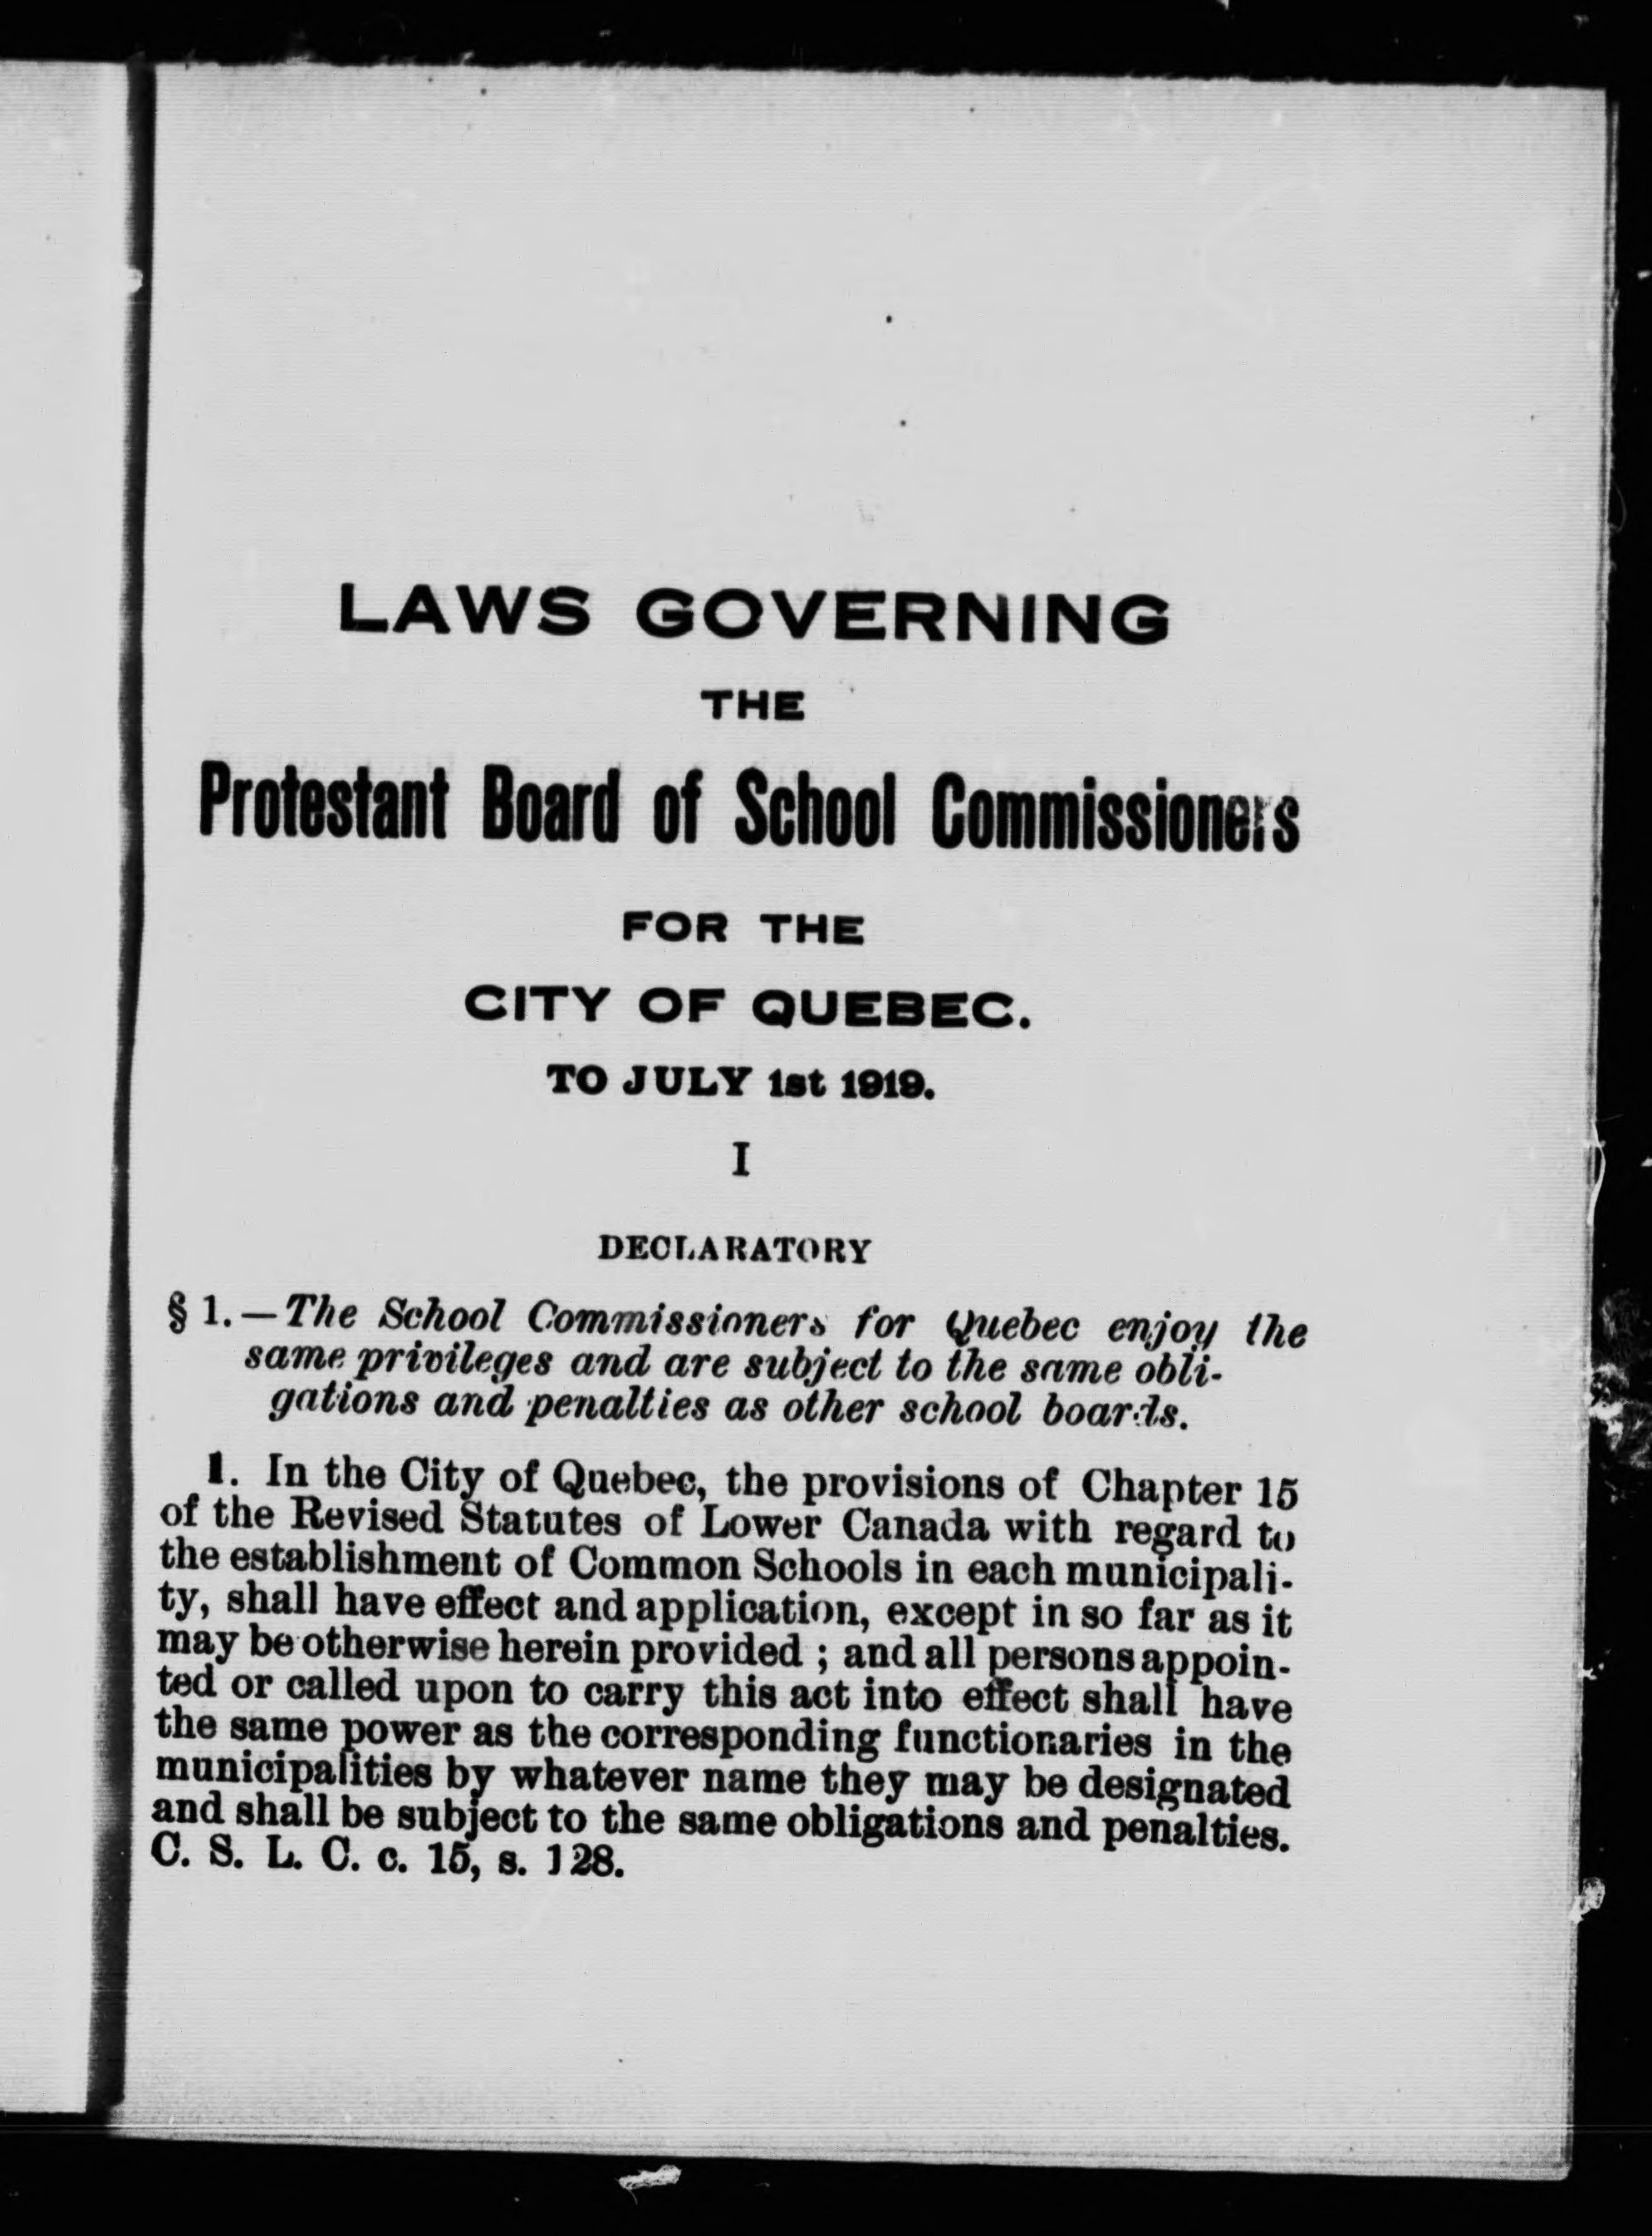 LAWS GOVERNING
THE
Protestant Board of School Commissioners
FOR THE
CITY OF QUEBEC.
TO JULY 1st 1919.
I
DECLARATORY
§ 1.—The School Commissioners for Quebec enjoy the
same privileges and are subject to the same obli-
gations and penalties as other school boards.
1. In the City of Quebec, the provisions of Chapter 15
of the Revised Statutes of Lower Canada with regard to
the establishment of Common Schools in each municipali-
ty, shall have effect and application, except in so far as it
may be otherwise herein provided ; and all persons appoin-
ted or called upon to carry this act into effect shall have
the same power as the corresponding functionaries in the
municipalities by whatever name they may be designated
and shall be subject to the same obligations and penalties.
C. S. L. C. c. 15, s. 128.